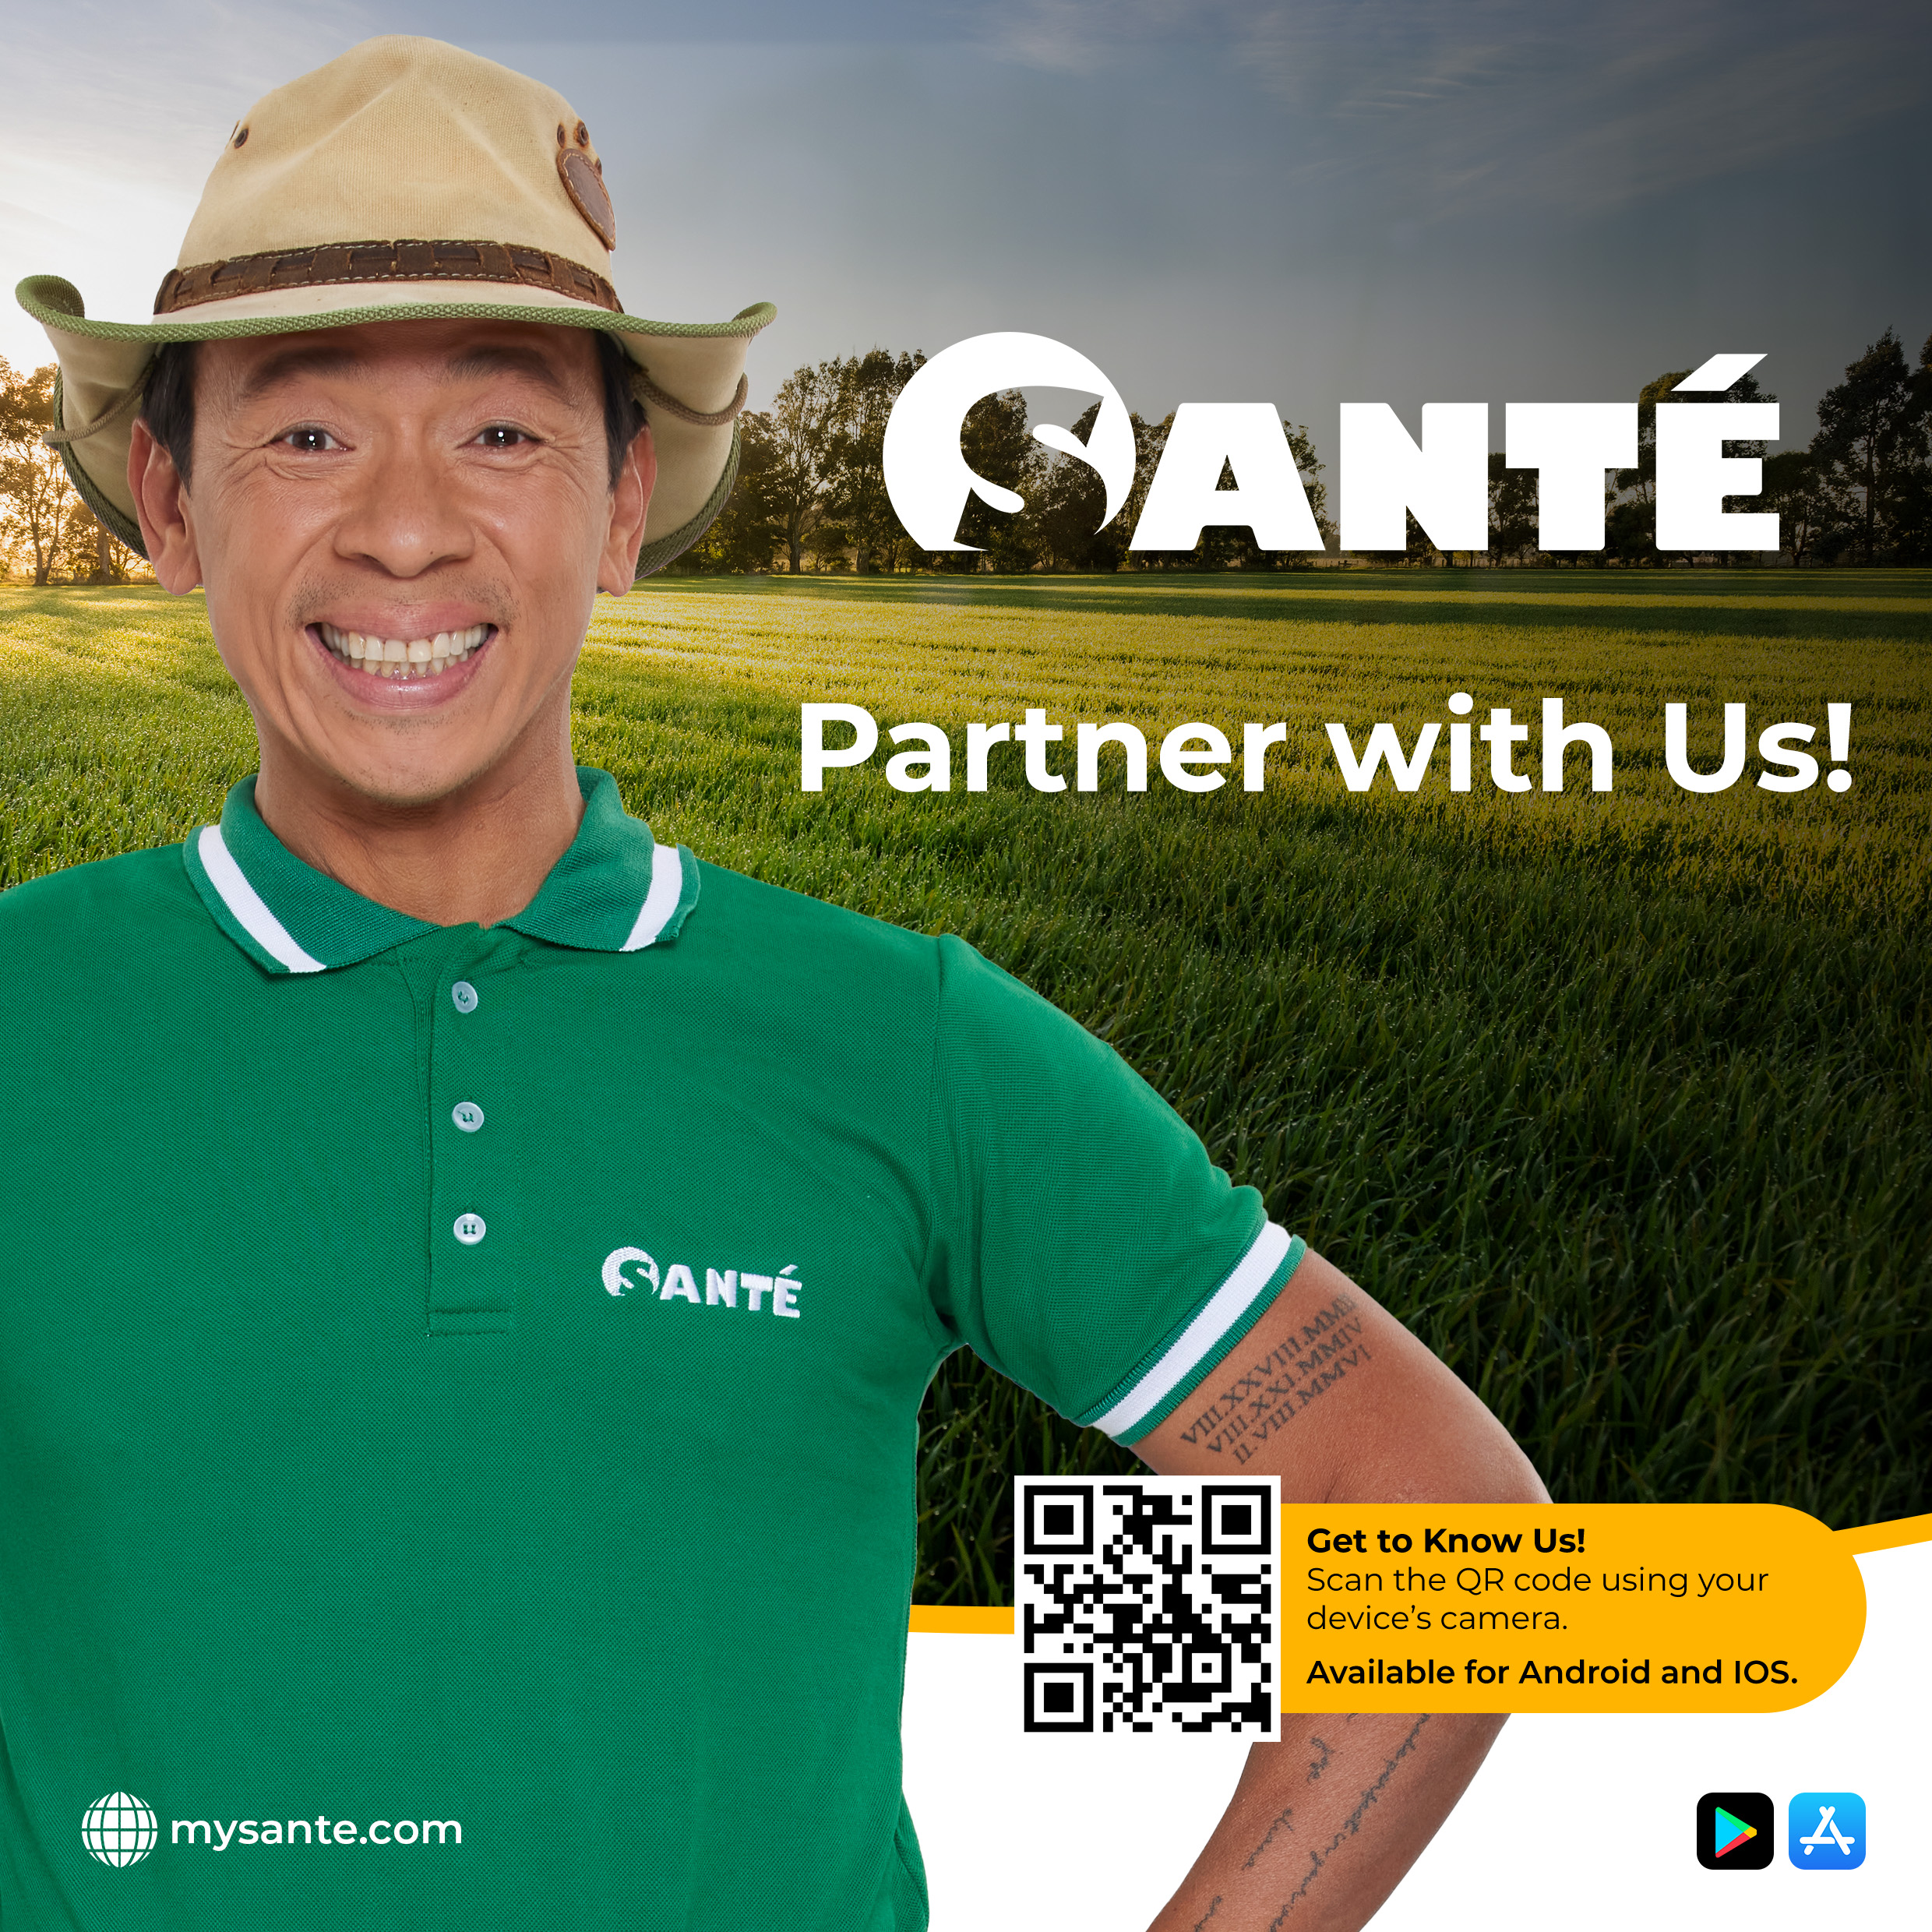 SANTÉ
Partner with Us!
SANTÉ
VIII.XXVIII.MMII
VIII.XXI.MMIV
II.VIII.MMVI
Get to Know Us!
Scan the QR code using your
device’s camera.
Available for Android and IOS.
mysante.com